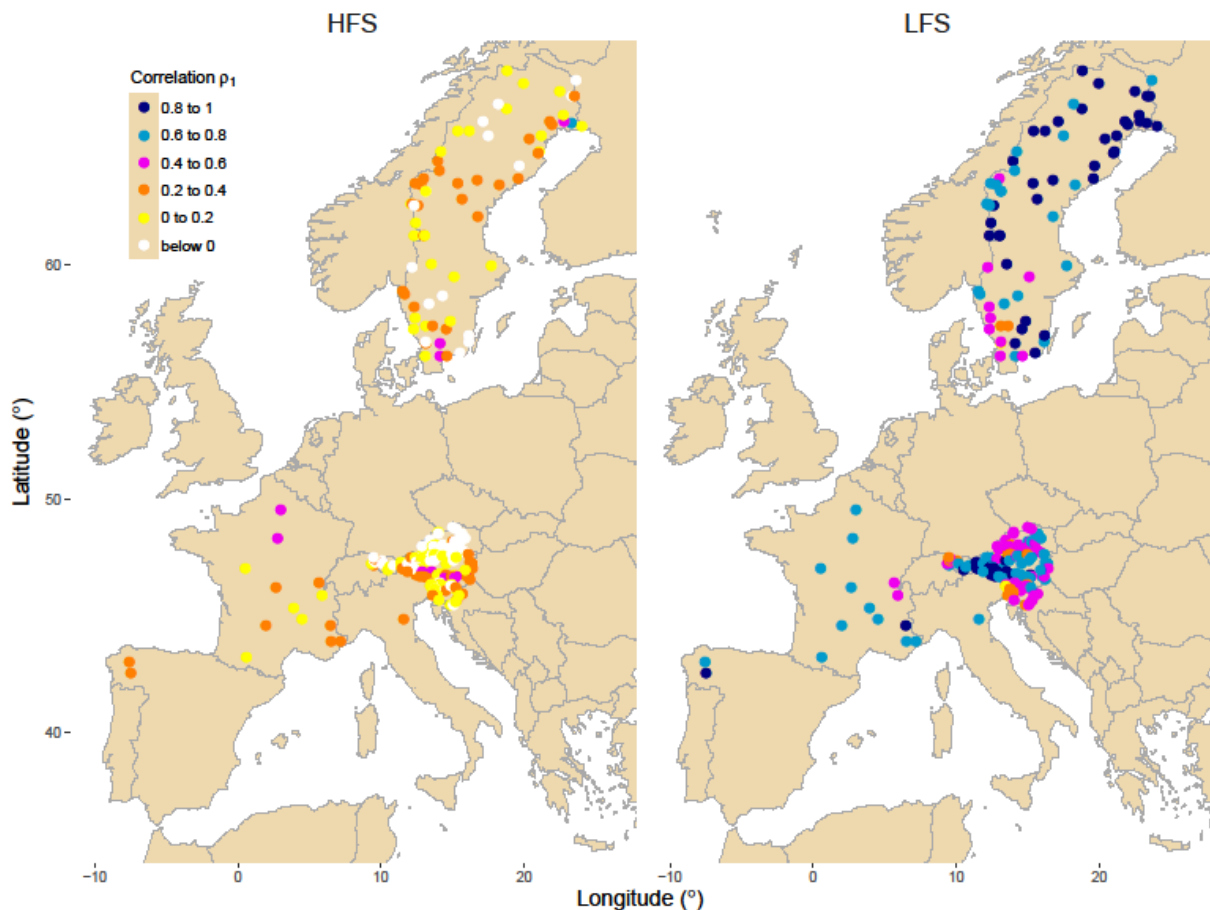 HFS
LFS
Correlation ρ1
0.8 to 1
0.6 to 0.8
0.4 to 0.6
0.2 to 0.4
0 to 0.2
below 0
60
50
40
Latitude (°)
−10 0 10 20
−10 0 10 20
Longitude (°)